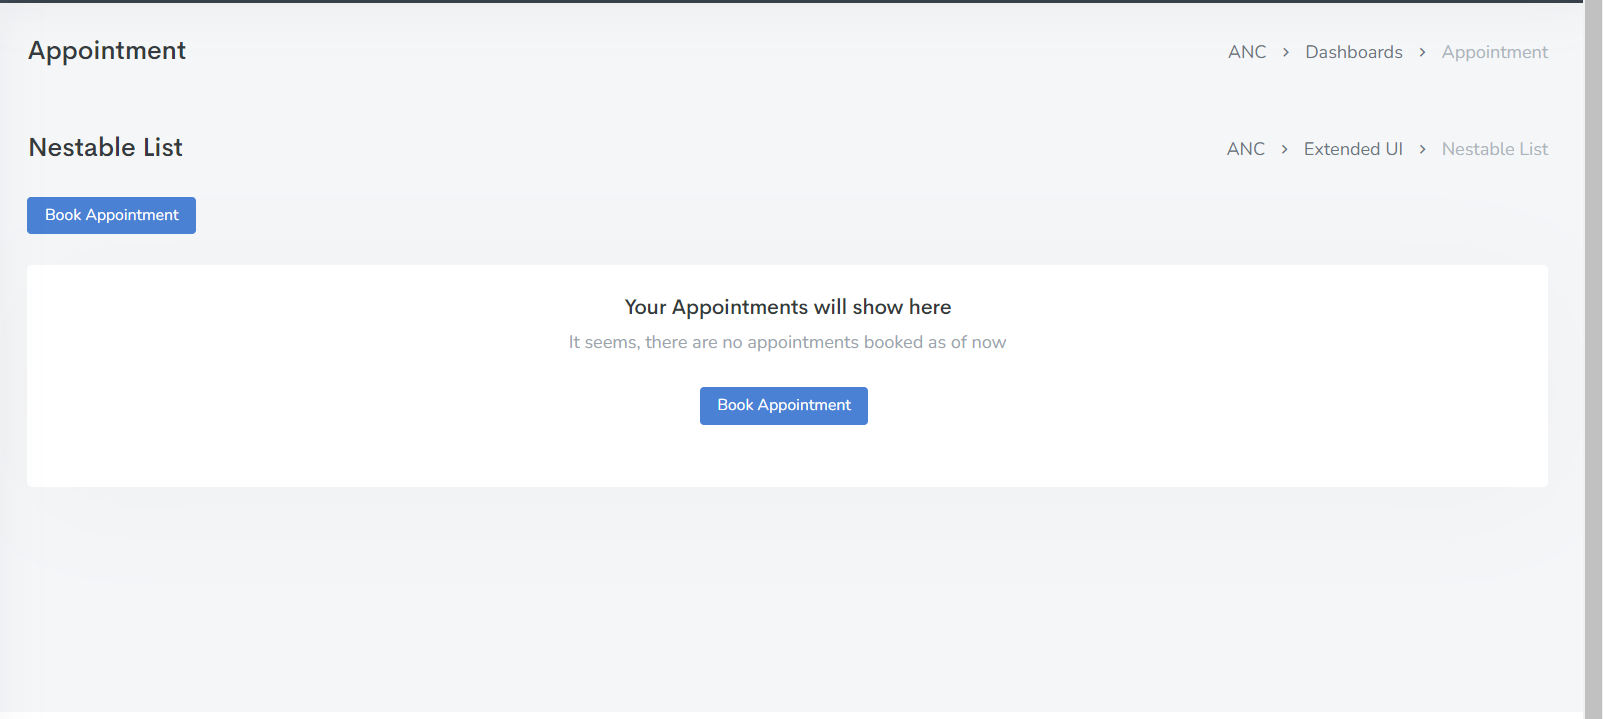 Appointment
ANC > Dashboards > Appointment
Nestable List
ANC > Extended UI > Nestable List
Book Appointment
Your Appointments will show here
It seems, there are no appointments booked as of now
Book Appointment